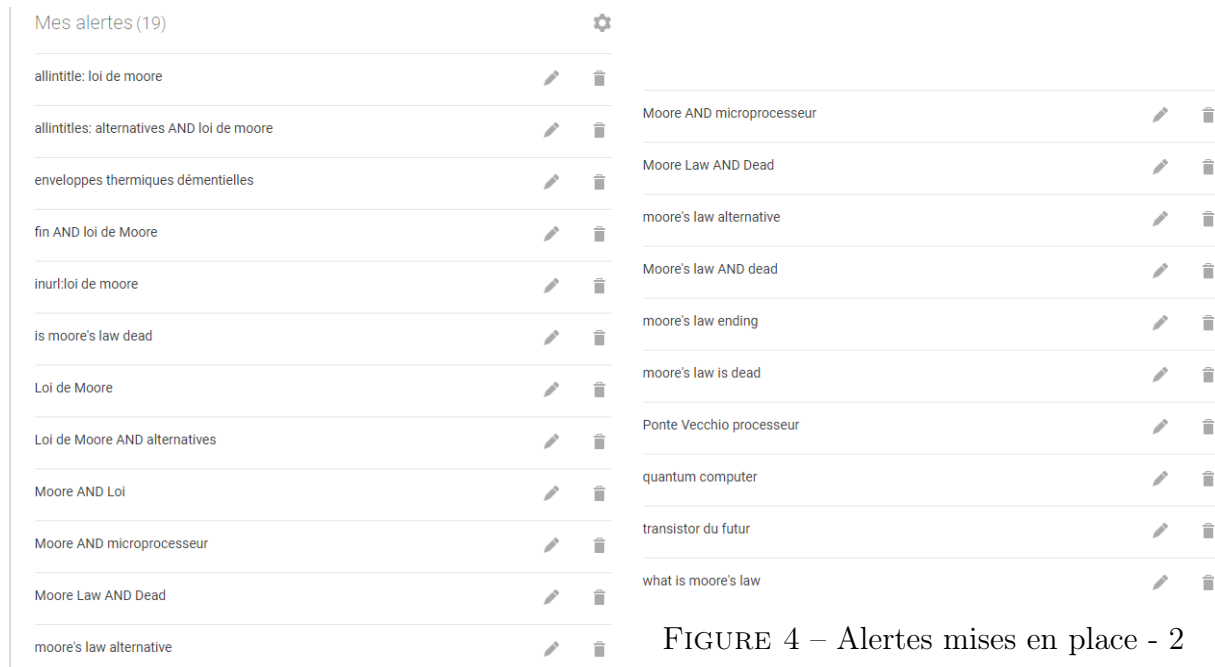 Mes alertes (19)
allintitle: loi de moore
allintitles: alternatives AND loi de moore
enveloppes thermiques démentielles
fin AND loi de Moore
inurl:loi de moore
is moore's law dead
Loi de Moore
Loi de Moore AND alternatives
Moore AND Loi
Moore AND microprocesseur
Moore Law AND Dead
moore's law alternative
Moore AND microprocesseur
Moore Law AND Dead
moore's law alternative
Moore's law AND dead
moore's law ending
moore's law is dead
Ponte Vecchio processeur
quantum computer
transistor du futur
what is moore's law
FIGURE 4 – Alertes mises en place - 2